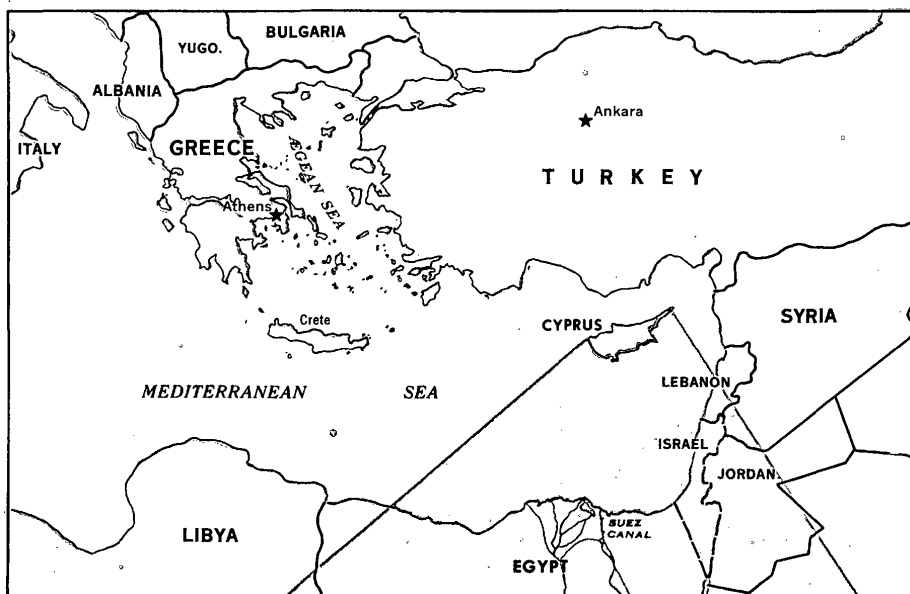 BULGARIA
YUGO.
ALBANIA
ITALY
GREECE
ÆGEAN SEA
Athens
Ankara
TURKEY
Crete
CYPRUS
SYRIA
MEDITERRANEAN SEA
LEBANON
ISRAEL
JORDAN
LIBYA
SUEZ
CANAL
EGYPT